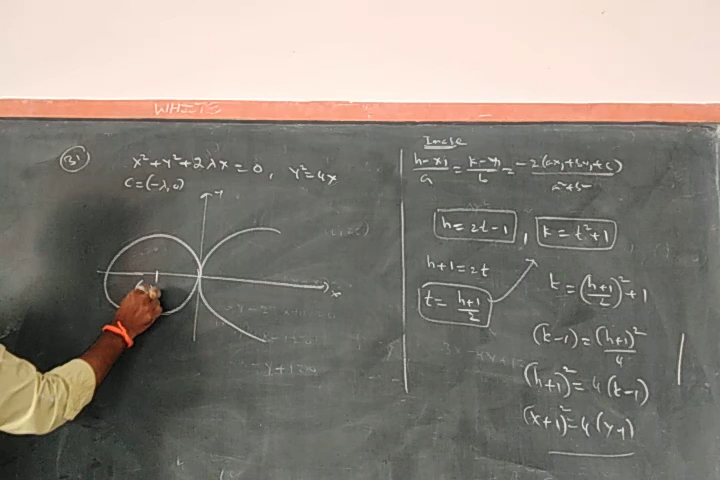 31
x²+y²+2λx=0, y²=4x
C=(-λ,0)
y
x
Image
(h-x₁)/a = (k-y₁)/b = -2(ax₁+by₁+c)/(a²+b²)
h=2t-1, k=t²+1
h+1=2t
t = (h+1)/2
k = ((h+1)/2)²+1
(k-1) = (h+1)²/4
(h+1)²=4(k-1)
(x+1)²=4(y-1)